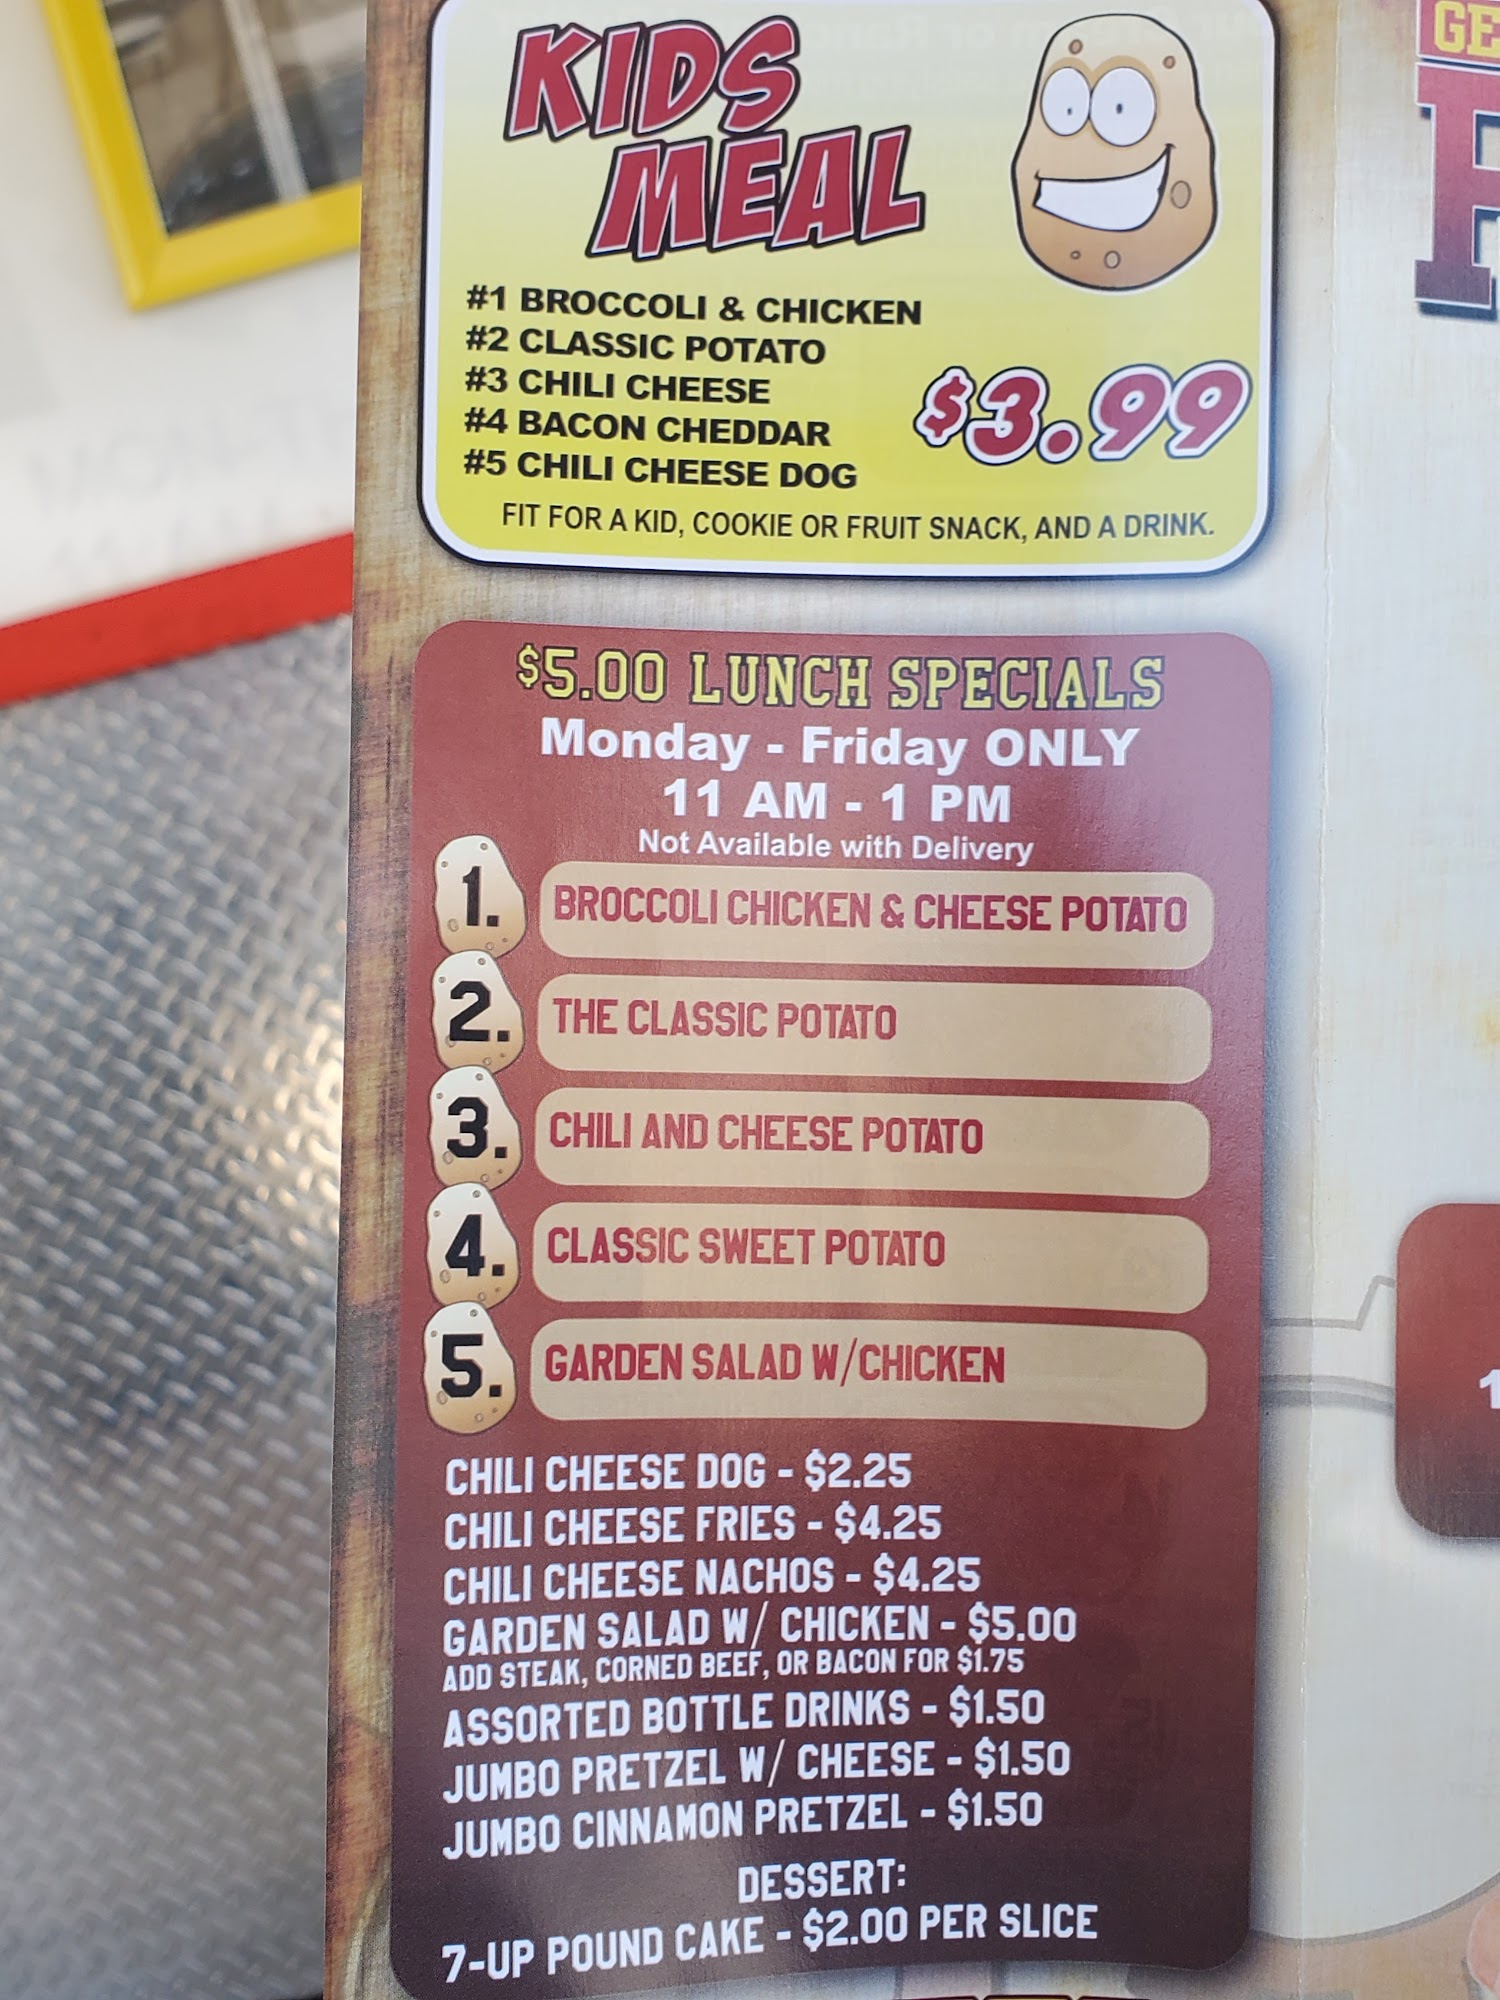 KIDS
MEAL
#1 BROCCOLI & CHICKEN
#2 CLASSIC POTATO
#3 CHILI CHEESE
#4 BACON CHEDDAR
#5 CHILI CHEESE DOG
$3.99
FIT FOR A KID, COOKIE OR FRUIT SNACK, AND A DRINK.
$5.00 LUNCH SPECIALS
Monday - Friday ONLY
11 AM - 1 PM
Not Available with Delivery
1. BROCCOLI CHICKEN & CHEESE POTATO
2. THE CLASSIC POTATO
3. CHILI AND CHEESE POTATO
4. CLASSIC SWEET POTATO
5. GARDEN SALAD W/CHICKEN
CHILI CHEESE DOG - $2.25
CHILI CHEESE FRIES - $4.25
CHILI CHEESE NACHOS - $4.25
GARDEN SALAD W/ CHICKEN - $5.00
ADD STEAK, CORNED BEEF, OR BACON FOR $1.75
ASSORTED BOTTLE DRINKS - $1.50
JUMBO PRETZEL W/ CHEESE - $1.50
JUMBO CINNAMON PRETZEL - $1.50
DESSERT:
7-UP POUND CAKE - $2.00 PER SLICE
GE